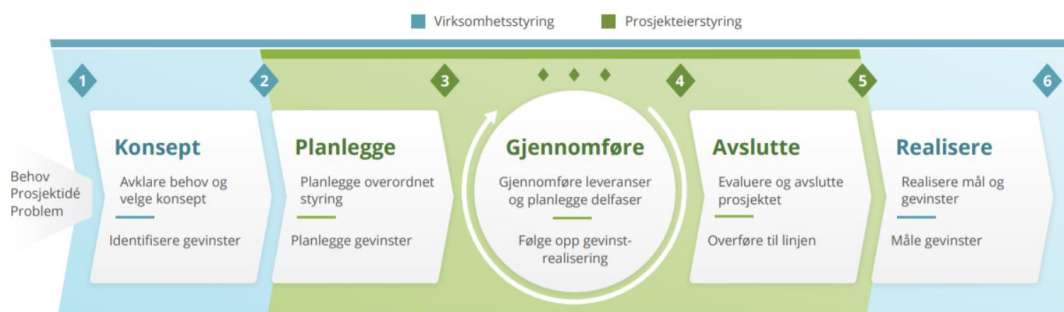 Virksomhetsstyring
Prosjekteierstyring
1
2
3
4
5
6
Behov
Prosjektidé
Problem
Konsept
Avklare behov og
velge konsept
Identifisere gevinster
Planlegge
Planlegge overordnet
styring
Planlegge gevinster
Gjennomføre
Gjennomføre leveranser
og planlegge delfaser
Følge opp gevinst-
realisering
Avslutte
Evaluere og avslutte
prosjektet
Overføre til linjen
Realisere
Realisere mål og
gevinster
Måle gevinster